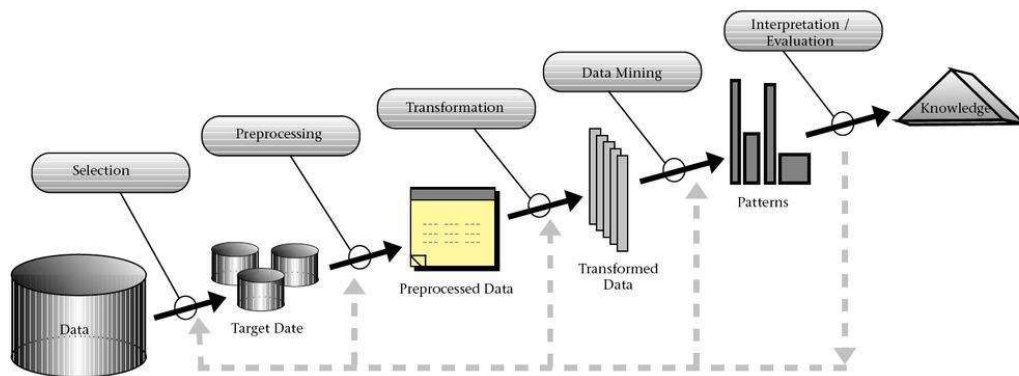 Interpretation /
Evaluation
Data Mining
Transformation
Preprocessing
Selection
Knowledge
Patterns
Transformed
Data
Preprocessed Data
Target Date
Data